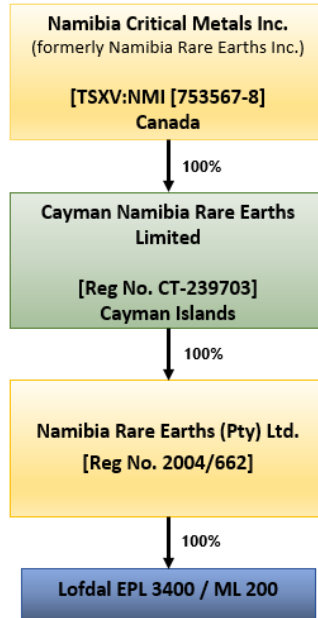 Namibia Critical Metals Inc.
(formerly Namibia Rare Earths Inc.)
[TSXV:NMI [753567-8]
Canada
100%
Cayman Namibia Rare Earths
Limited
[Reg No. CT-239703]
Cayman Islands
100%
Namibia Rare Earths (Pty) Ltd.
[Reg No. 2004/662]
100%
Lofdal EPL 3400 / ML 200